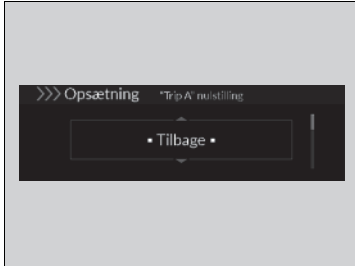 >>> Opsætning "Trip A" nulstilling
▪ Tilbage ▪